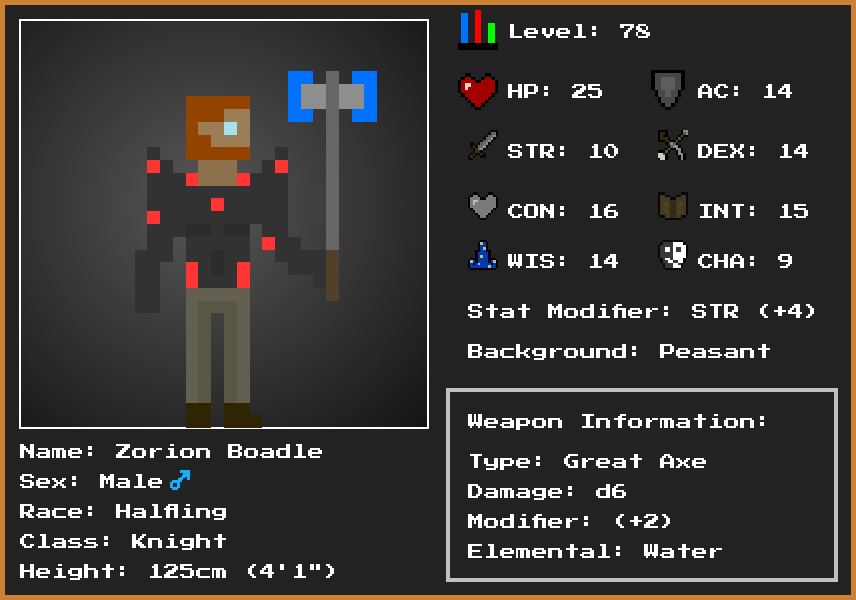 Level: 78
HP: 25
AC: 14
STR: 10
DEX: 14
CON: 16
INT: 15
WIS: 14
CHA: 9
Stat Modifier: STR (+4)
Background: Peasant
Weapon Information:
Type: Great Axe
Damage: d6
Modifier: (+2)
Elemental: Water
Name: Zorion Boadle
Sex: Male♂
Race: Halfling
Class: Knight
Height: 125cm (4'1")